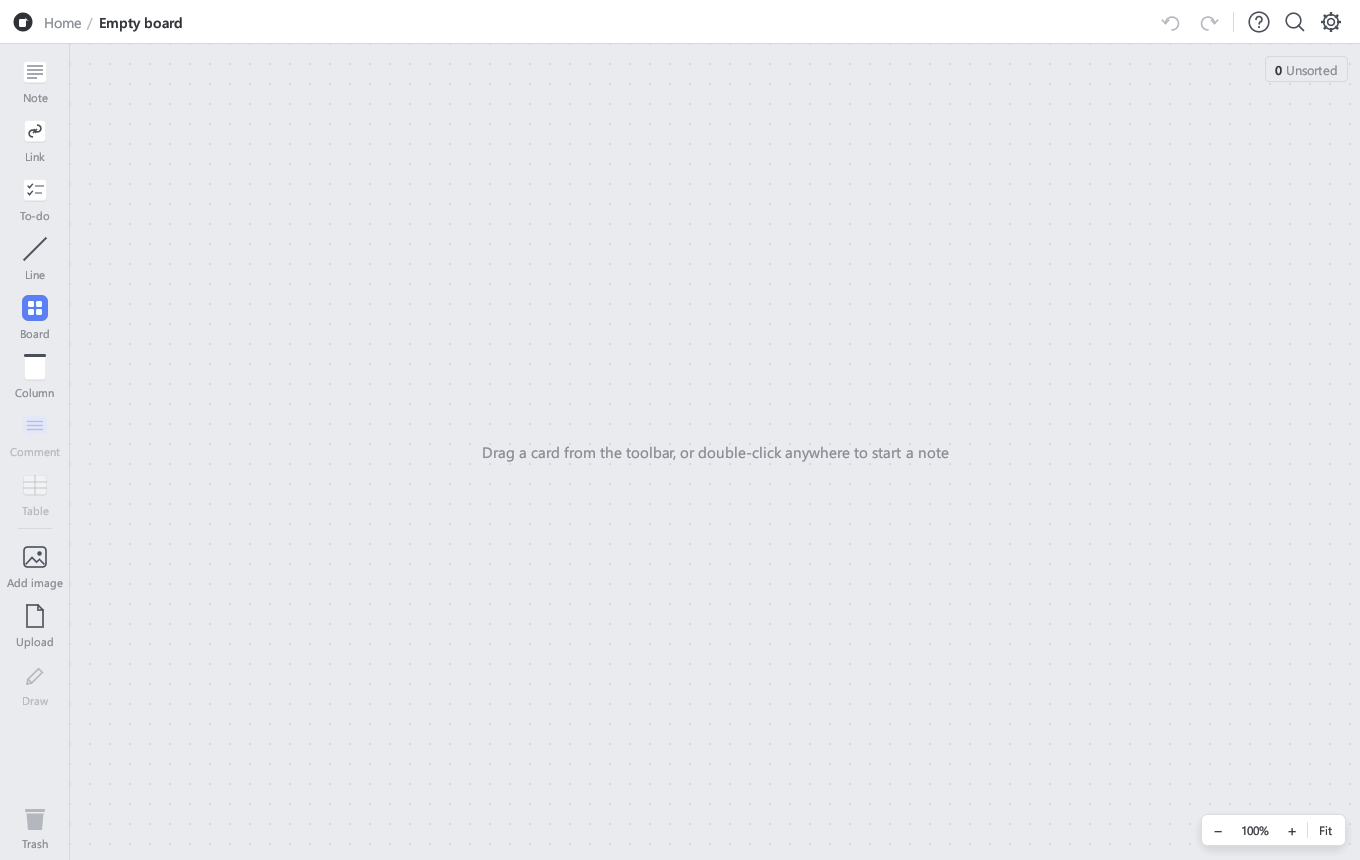 Home / Empty board
0 Unsorted
Note
Link
To-do
Line
Board
Column
Comment
Table
Add image
Upload
Draw
Trash
Drag a card from the toolbar, or double-click anywhere to start a note
− 100% + Fit